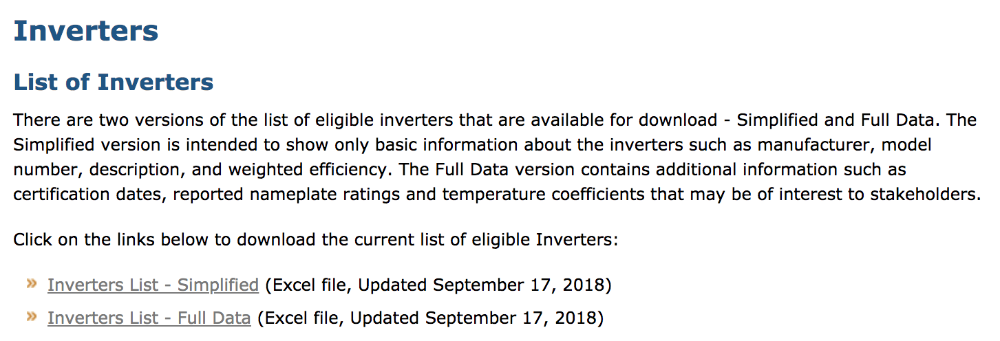 Inverters
List of Inverters
There are two versions of the list of eligible inverters that are available for download - Simplified and Full Data. The
Simplified version is intended to show only basic information about the inverters such as manufacturer, model
number, description, and weighted efficiency. The Full Data version contains additional information such as
certification dates, reported nameplate ratings and temperature coefficients that may be of interest to stakeholders.
Click on the links below to download the current list of eligible Inverters:
» Inverters List - Simplified (Excel file, Updated September 17, 2018)
» Inverters List - Full Data (Excel file, Updated September 17, 2018)